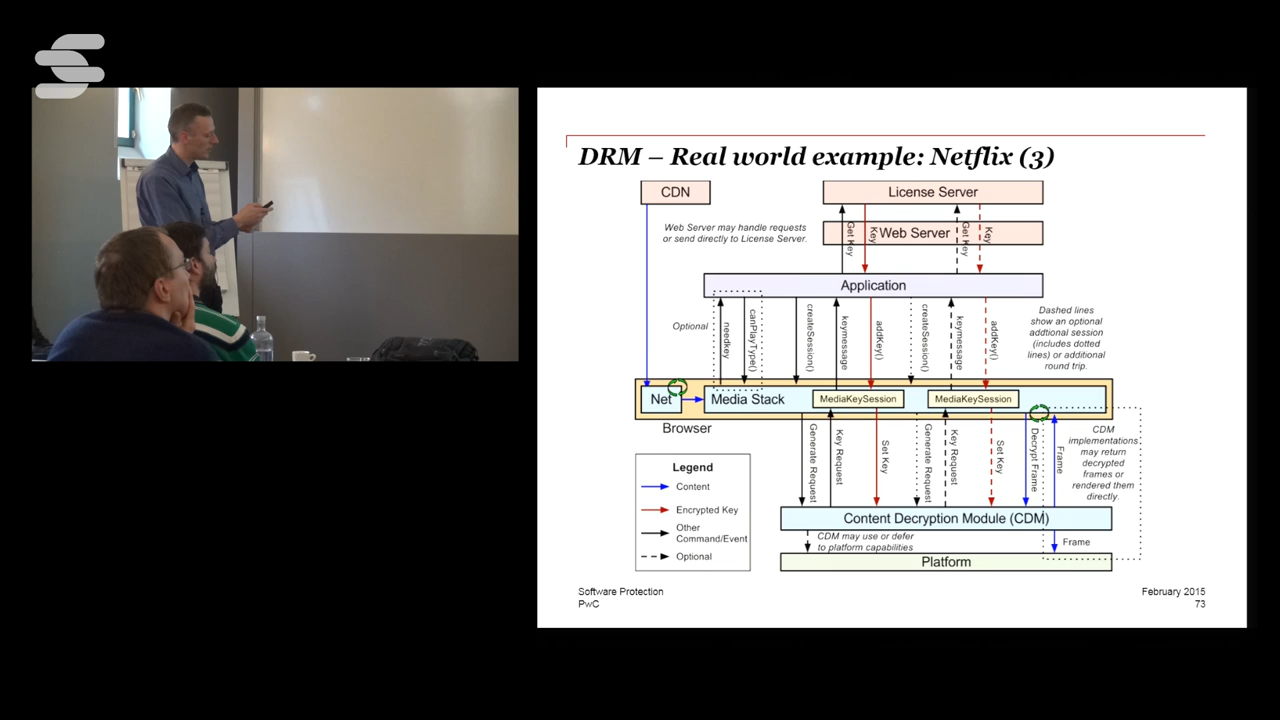 DRM – Real world example: Netflix (3)
CDN
License Server
Web Server may handle requests
or send directly to License Server.
Web Server
Get Key
Key
Get Key
Key
Application
Optional
needkey
canPlayType()
createSession()
keymessage
addKey()
createSession()
keymessage
addKey()
Dashed lines
show an optional
addtional session
(includes dotted
lines) or additional
round trip.
Net
Media Stack
MediaKeySession
MediaKeySession
Browser
Generate Request
Key Request
Set Key
Generate Request
Key Request
Set Key
Decrypt Frame
Frame
CDM
implementations
may return
decrypted
frames or
rendered them
directly.
Legend
Content
Encrypted Key
Other
Command/Event
Optional
Content Decryption Module (CDM)
CDM may use or defer
to platform capabilities
Frame
Platform
Software Protection
PwC
February 2015
73